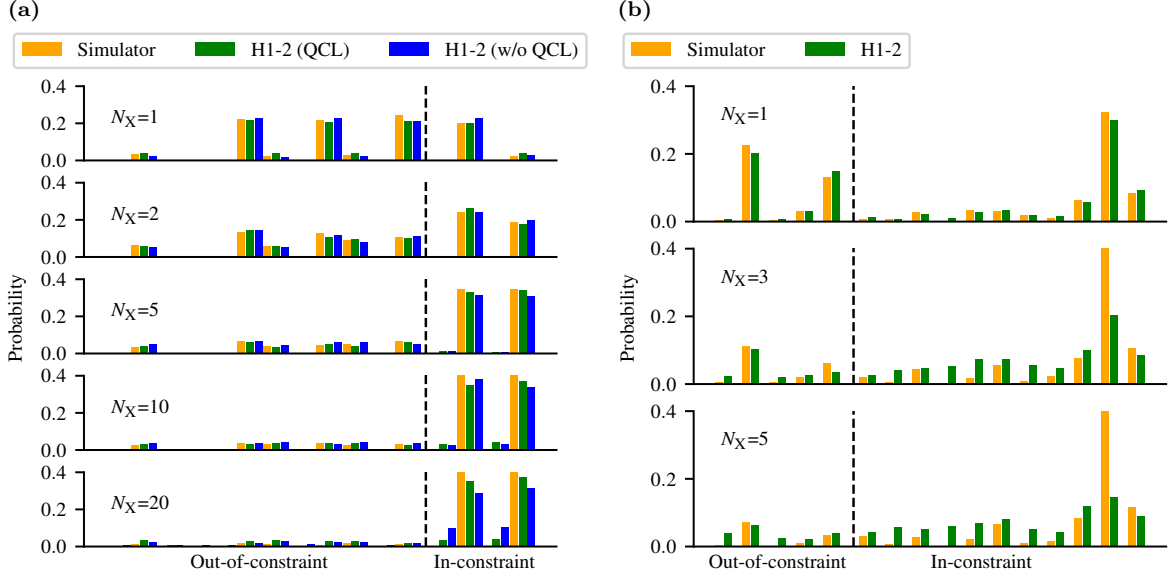 (a)
Simulator H1-2 (QCL) H1-2 (w/o QCL)
0.4
0.2
0.0
N_X=1
0.4
0.2
0.0
N_X=2
0.4
0.2
0.0
N_X=5
0.4
0.2
0.0
N_X=10
0.4
0.2
0.0
N_X=20
Probability
Out-of-constraint In-constraint
(b)
Simulator H1-2
0.4
0.2
0.0
N_X=1
0.4
0.2
0.0
N_X=3
0.4
0.2
0.0
N_X=5
Probability
Out-of-constraint In-constraint